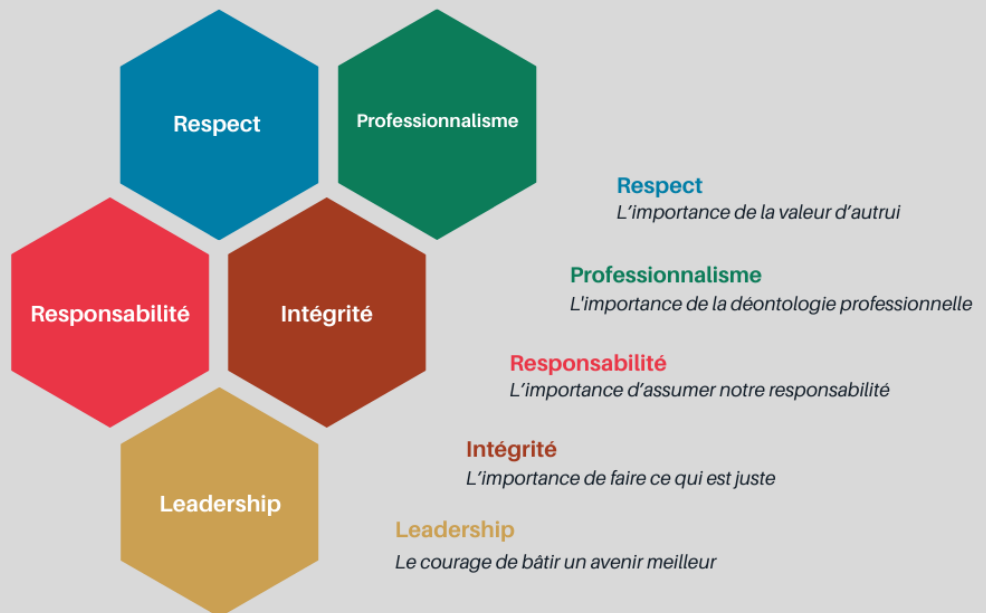 Respect
Professionnalisme
Responsabilité
Intégrité
Leadership
Respect
L’importance de la valeur d’autrui
Professionnalisme
L'importance de la déontologie professionnelle
Responsabilité
L’importance d’assumer notre responsabilité
Intégrité
L’importance de faire ce qui est juste
Leadership
Le courage de bâtir un avenir meilleur